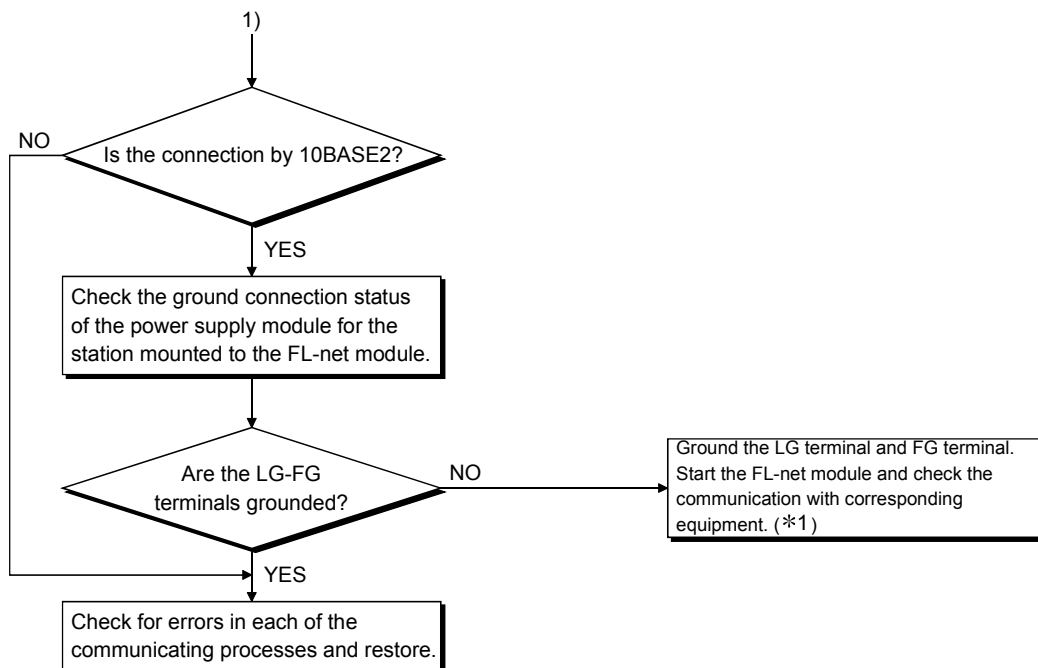 1)
NO
Is the connection by 10BASE2?
YES
Check the ground connection status
of the power supply module for the
station mounted to the FL-net module.
Are the LG-FG
terminals grounded?
NO
Ground the LG terminal and FG terminal.
Start the FL-net module and check the
communication with corresponding
equipment. (*1)
YES
Check for errors in each of the
communicating processes and restore.